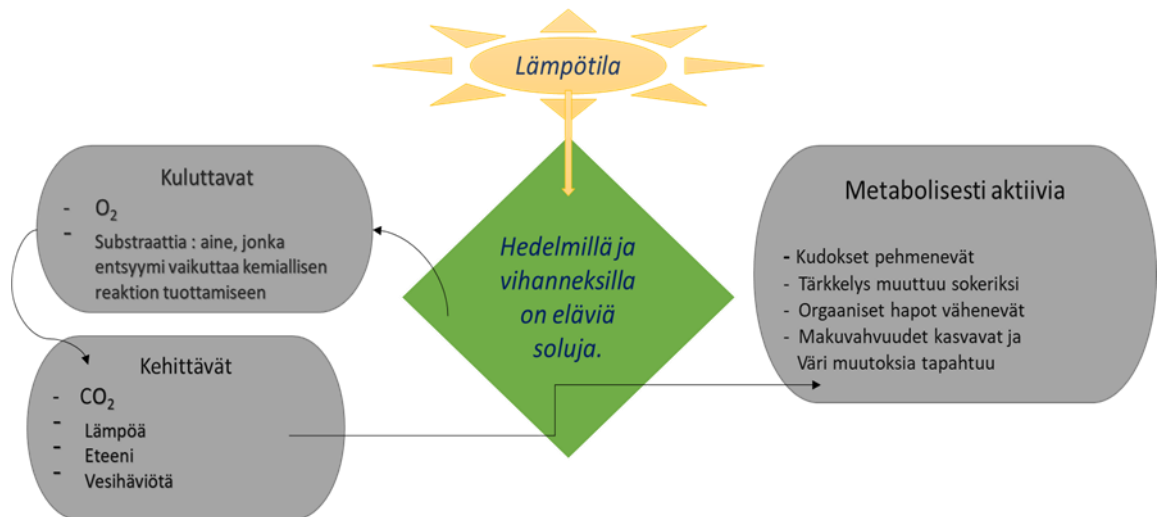 Lämpötila
Kuluttavat
- O₂
- Substraattia : aine, jonka
entsyymi vaikuttaa kemiallisen
reaktion tuottamiseen
Hedelmillä ja
vihanneksilla
on eläviä
soluja.
Kehittävät
- CO₂
- Lämpöä
- Eteeni
- Vesihäviötä
Metabolisesti aktiivia
- Kudokset pehmenevät
- Tärkkelys muuttuu sokeriksi
- Orgaaniset hapot vähenevät
- Makuvahvuudet kasvavat ja
Väri muutoksia tapahtuu